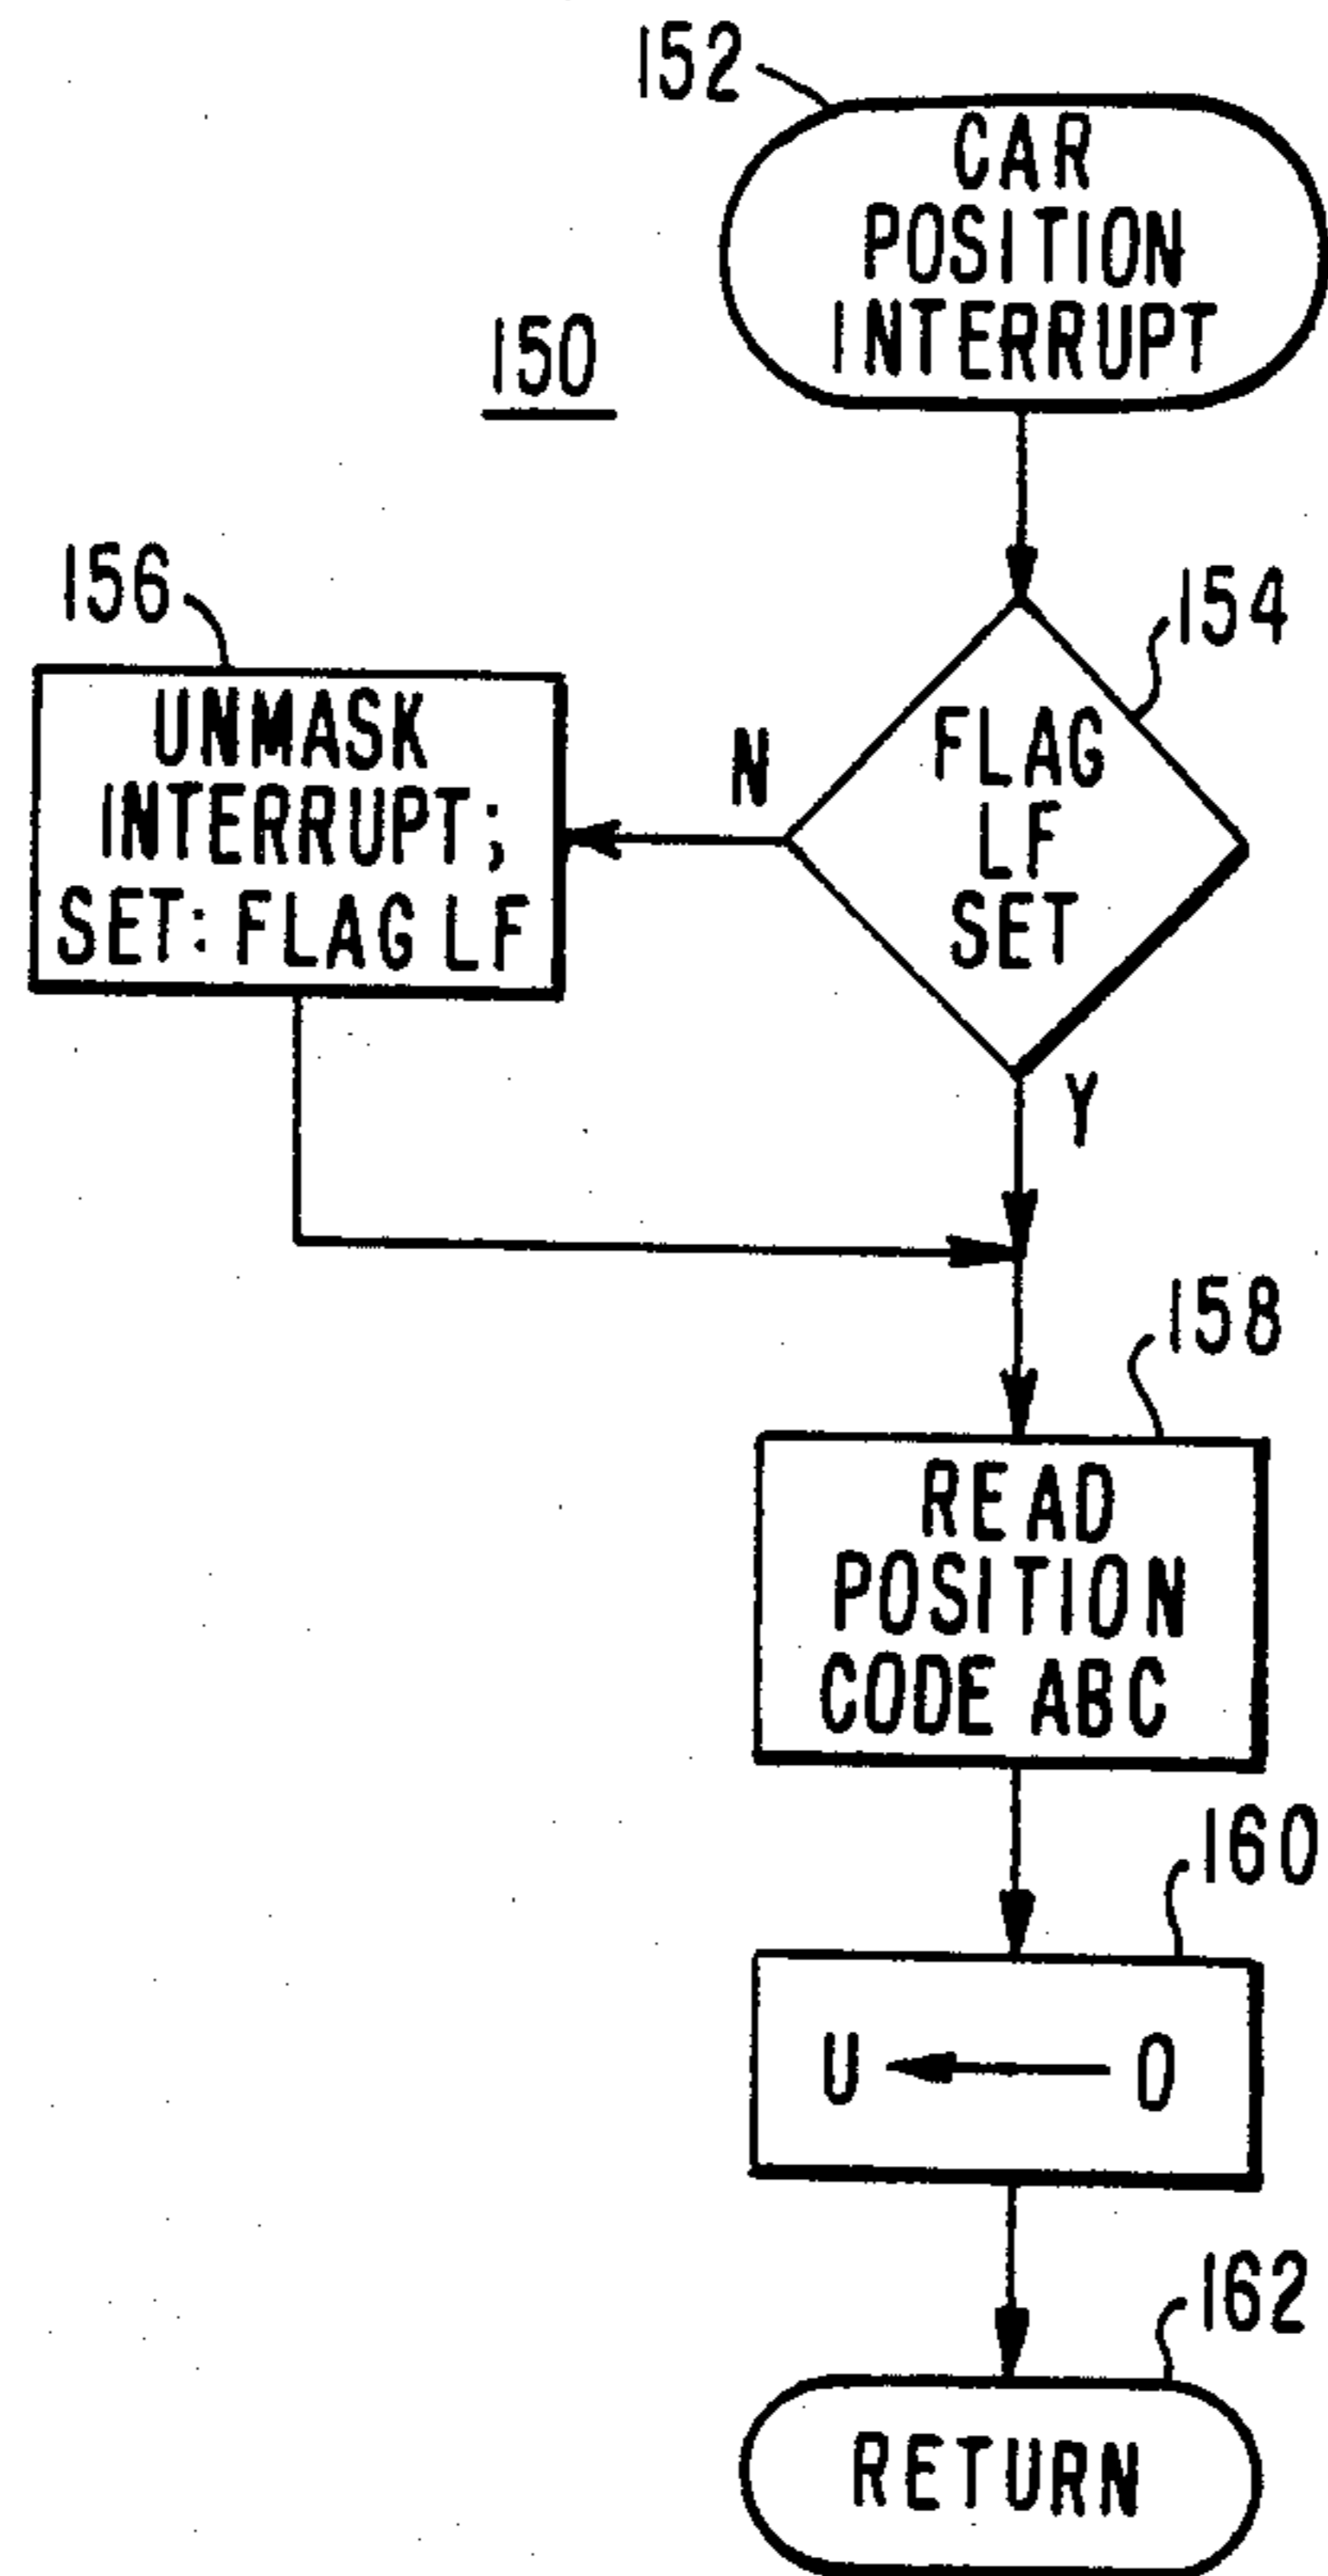 152
CAR
POSITION
INTERRUPT
150
154
FLAG
LF
SET
N
Y
156
UNMASK
INTERRUPT;
SET: FLAG LF
158
READ
POSITION
CODE ABC
160
U ← 0
162
RETURN